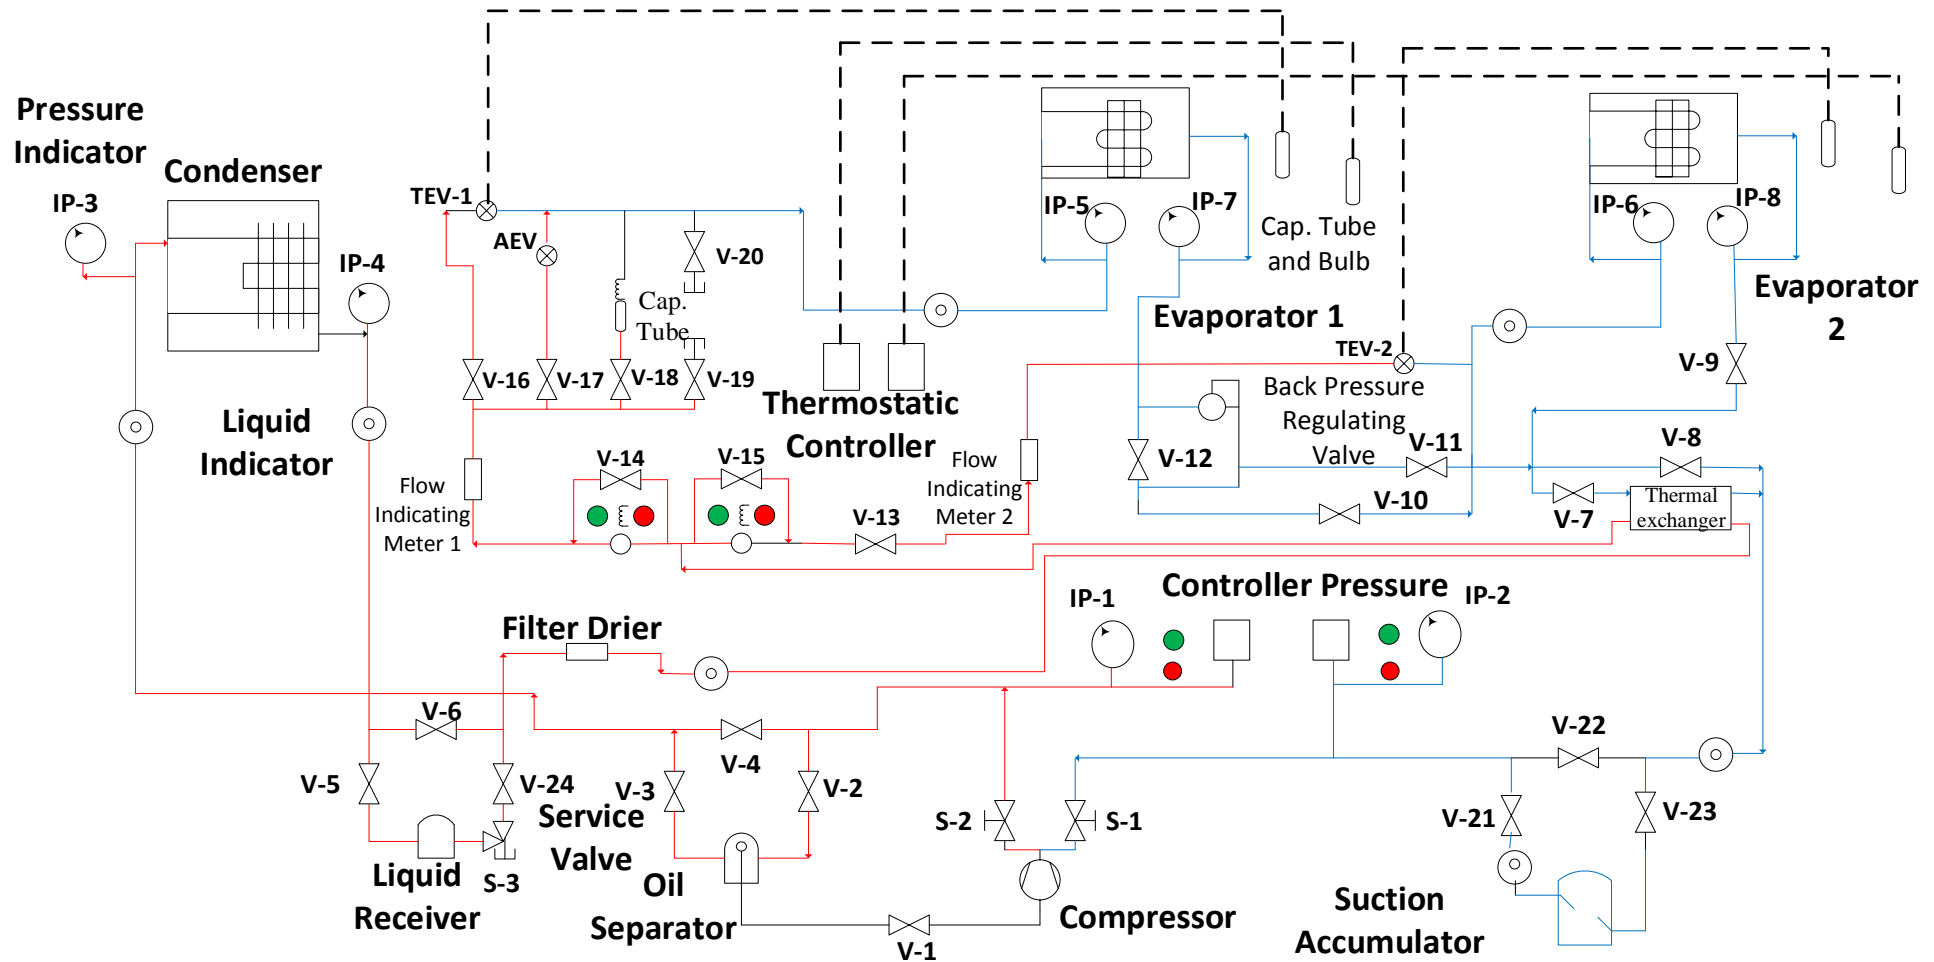 Pressure
Indicator
IP-3
Condenser
IP-4
TEV-1
AEV
V-20
Cap.
Tube
V-16
V-17
V-18
V-19
Liquid
Indicator
Thermostatic
Controller
IP-5
IP-7
Cap. Tube
and Bulb
Evaporator 1
IP-6
IP-8
Evaporator
2
TEV-2
V-9
Back Pressure
Regulating
Valve
V-12
V-11
V-8
V-10
V-7
Thermal
exchanger
Flow
Indicating
Meter 1
V-14
V-15
V-13
Flow
Indicating
Meter 2
Filter Drier
IP-1
Controller Pressure
IP-2
V-6
V-5
V-24
V-4
V-3
V-2
Service
Valve
Liquid
Receiver
S-3
Oil
Separator
V-1
S-2
S-1
Compressor
V-22
V-21
V-23
Suction
Accumulator